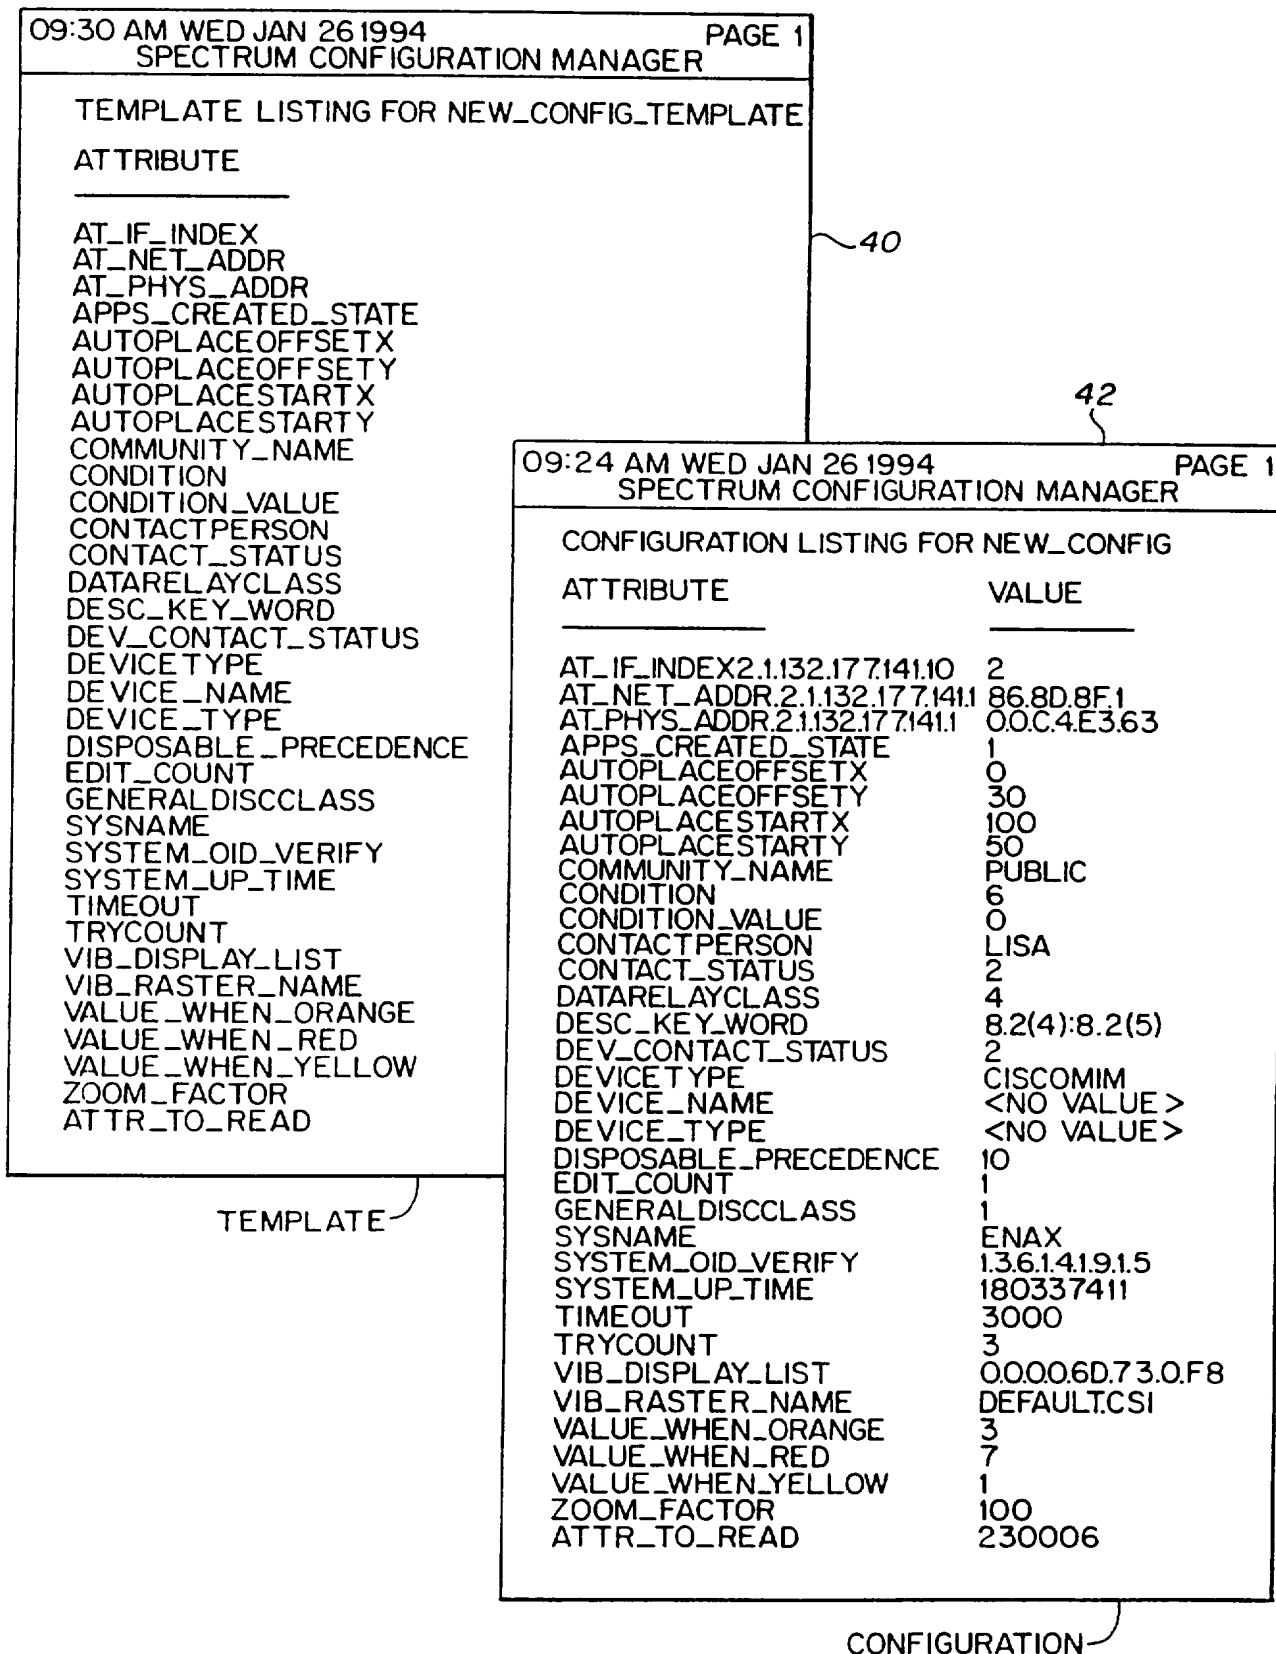 09:30 AM WED JAN 26 1994 PAGE 1
SPECTRUM CONFIGURATION MANAGER
TEMPLATE LISTING FOR NEW_CONFIG_TEMPLATE
ATTRIBUTE
AT_IF_INDEX
AT_NET_ADDR
AT_PHYS_ADDR
APPS_CREATED_STATE
AUTOPLACEOFFSETX
AUTOPLACEOFFSETY
AUTOPLACESTARTX
AUTOPLACESTARTY
COMMUNITY_NAME
CONDITION
CONDITION_VALUE
CONTACTPERSON
CONTACT_STATUS
DATARELAYCLASS
DESC_KEY_WORD
DEV_CONTACT_STATUS
DEVICETYPE
DEVICE_NAME
DEVICE_TYPE
DISPOSABLE_PRECEDENCE
EDIT_COUNT
GENERALDISCCLASS
SYSNAME
SYSTEM_OID_VERIFY
SYSTEM_UP_TIME
TIMEOUT
TRYCOUNT
VIB_DISPLAY_LIST
VIB_RASTER_NAME
VALUE_WHEN_ORANGE
VALUE_WHEN_RED
VALUE_WHEN_YELLOW
ZOOM_FACTOR
ATTR_TO_READ
40
TEMPLATE
42
09:24 AM WED JAN 26 1994 PAGE 1
SPECTRUM CONFIGURATION MANAGER
CONFIGURATION LISTING FOR NEW_CONFIG
ATTRIBUTE VALUE
AT_IF_INDEX2.1.132.177.141.10 2
AT_NET_ADDR.2.1.132.177.141.1 86.8D.8F.1
AT_PHYS_ADDR.2.1.132.177.141.1 0.0.C.4.E3.63
APPS_CREATED_STATE 1
AUTOPLACEOFFSETX 0
AUTOPLACEOFFSETY 30
AUTOPLACESTARTX 100
AUTOPLACESTARTY 50
COMMUNITY_NAME PUBLIC
CONDITION 6
CONDITION_VALUE 0
CONTACTPERSON LISA
CONTACT_STATUS 2
DATARELAYCLASS 4
DESC_KEY_WORD 8.2(4):8.2(5)
DEV_CONTACT_STATUS 2
DEVICETYPE CISCOMIM
DEVICE_NAME <NO VALUE>
DEVICE_TYPE <NO VALUE>
DISPOSABLE_PRECEDENCE 10
EDIT_COUNT 1
GENERALDISCCLASS 1
SYSNAME ENAX
SYSTEM_OID_VERIFY 1.3.6.1.4.1.9.1.5
SYSTEM_UP_TIME 180337411
TIMEOUT 3000
TRYCOUNT 3
VIB_DISPLAY_LIST 0.0.0.0.6D.73.0.F8
VIB_RASTER_NAME DEFAULT.CSI
VALUE_WHEN_ORANGE 3
VALUE_WHEN_RED 7
VALUE_WHEN_YELLOW 1
ZOOM_FACTOR 100
ATTR_TO_READ 230006
CONFIGURATION